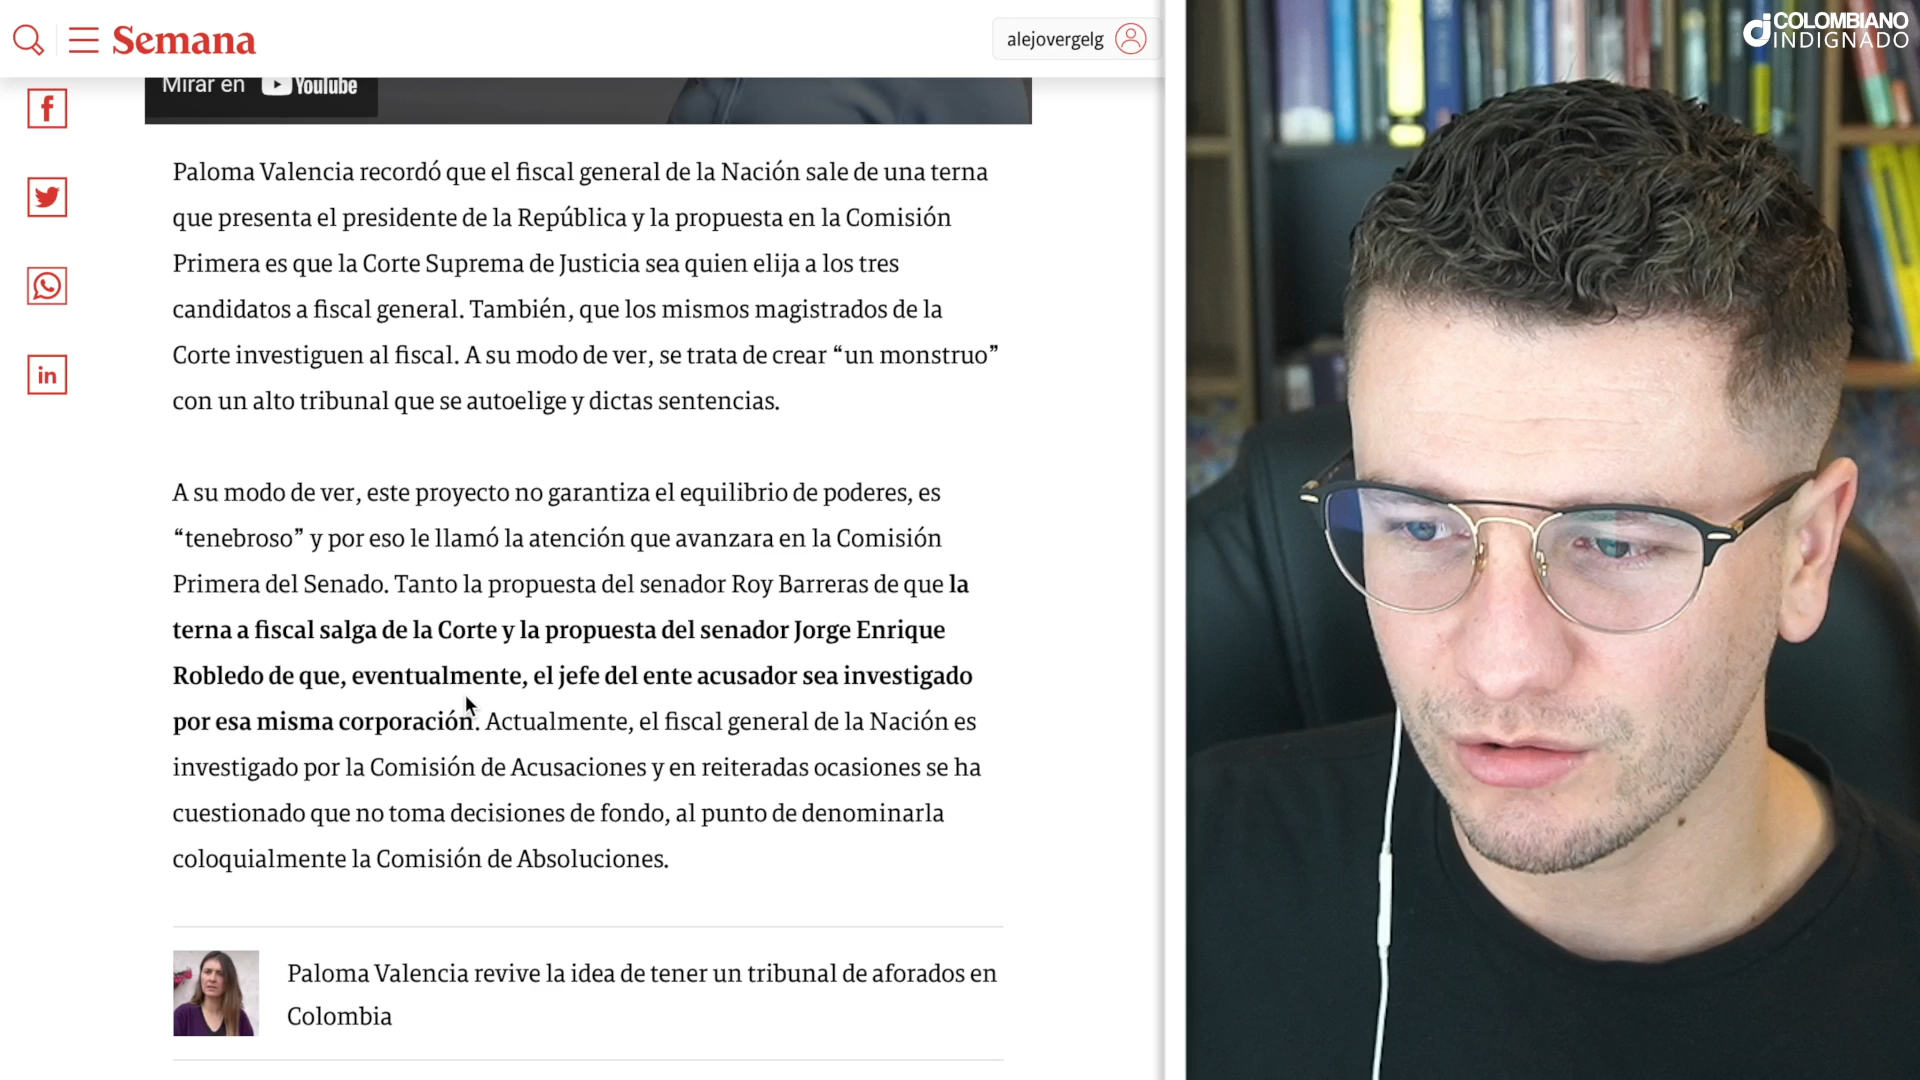 Semana
alejovergelg
COLOMBIANO
INDIGNADO
Mirar en YouTube
Paloma Valencia recordó que el fiscal general de la Nación sale de una terna
que presenta el presidente de la República y la propuesta en la Comisión
Primera es que la Corte Suprema de Justicia sea quien elija a los tres
candidatos a fiscal general. También, que los mismos magistrados de la
Corte investiguen al fiscal. A su modo de ver, se trata de crear “un monstruo”
con un alto tribunal que se autoelige y dictas sentencias.
A su modo de ver, este proyecto no garantiza el equilibrio de poderes, es
“tenebroso” y por eso le llamó la atención que avanzara en la Comisión
Primera del Senado. Tanto la propuesta del senador Roy Barreras de que la
terna a fiscal salga de la Corte y la propuesta del senador Jorge Enrique
Robledo de que, eventualmente, el jefe del ente acusador sea investigado
por esa misma corporación. Actualmente, el fiscal general de la Nación es
investigado por la Comisión de Acusaciones y en reiteradas ocasiones se ha
cuestionado que no toma decisiones de fondo, al punto de denominarla
coloquialmente la Comisión de Absoluciones.
Paloma Valencia revive la idea de tener un tribunal de aforados en
Colombia